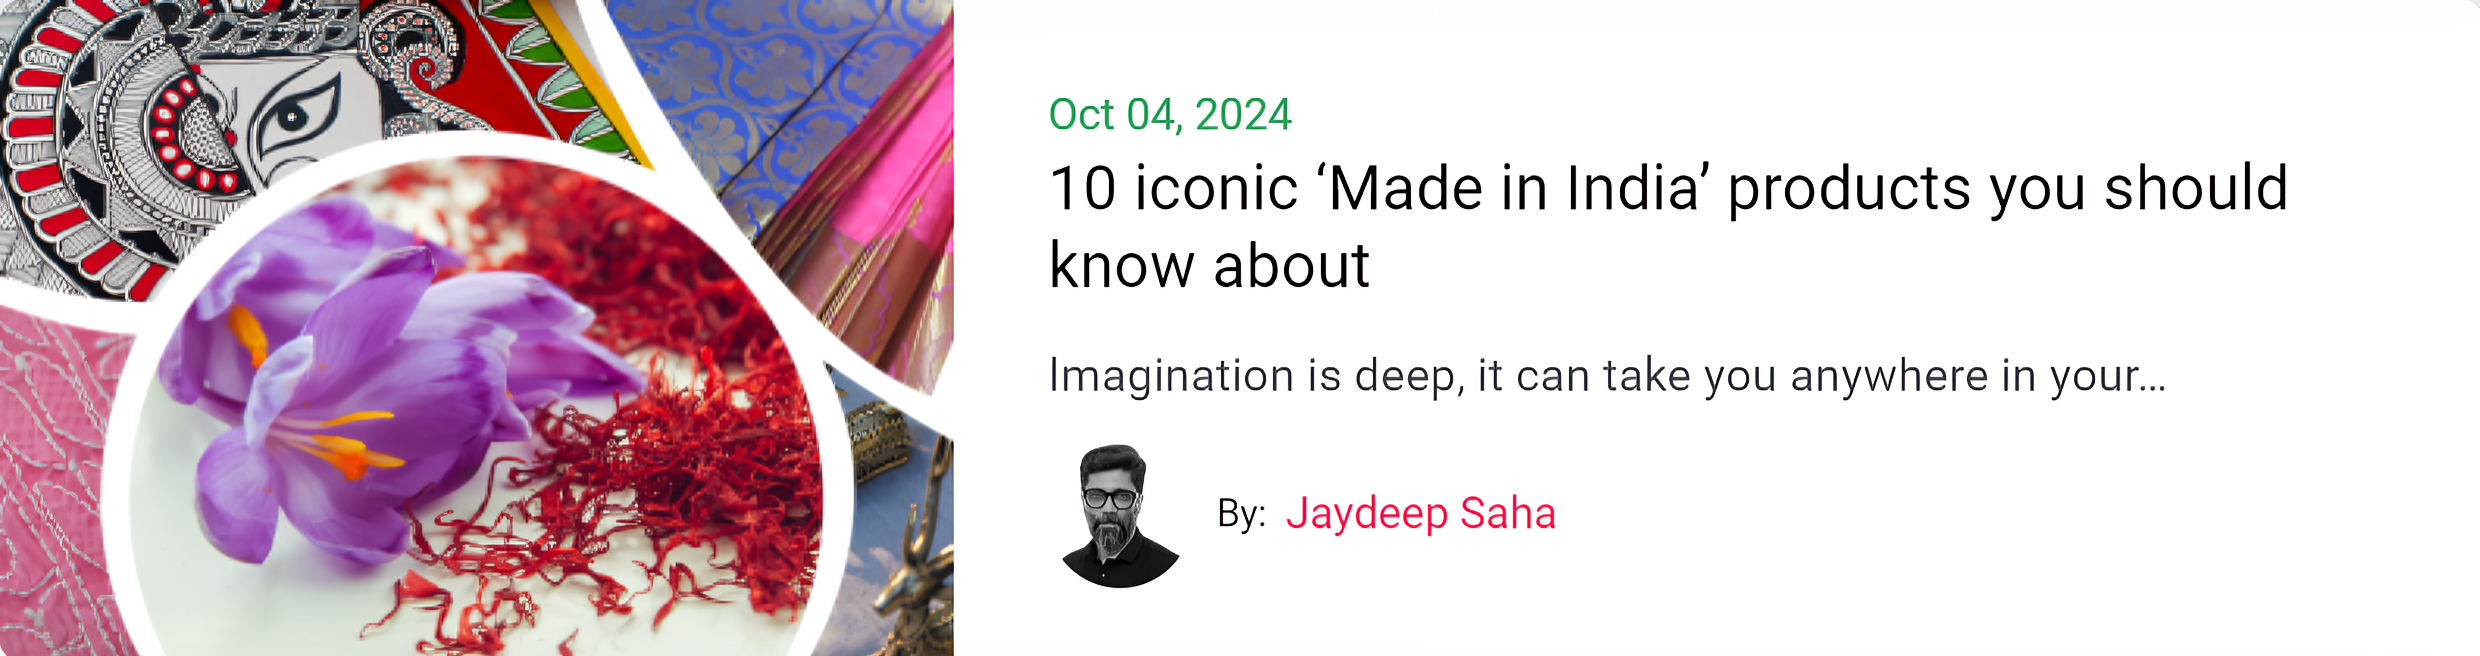 Oct 04, 2024
10 iconic ‘Made in India’ products you should
know about
Imagination is deep, it can take you anywhere in your...
By: Jaydeep Saha